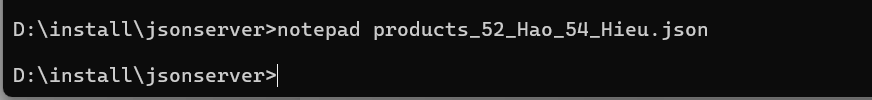 D:\install\jsonserver>notepad products_52_Hao_54_Hieu.json
D:\install\jsonserver>